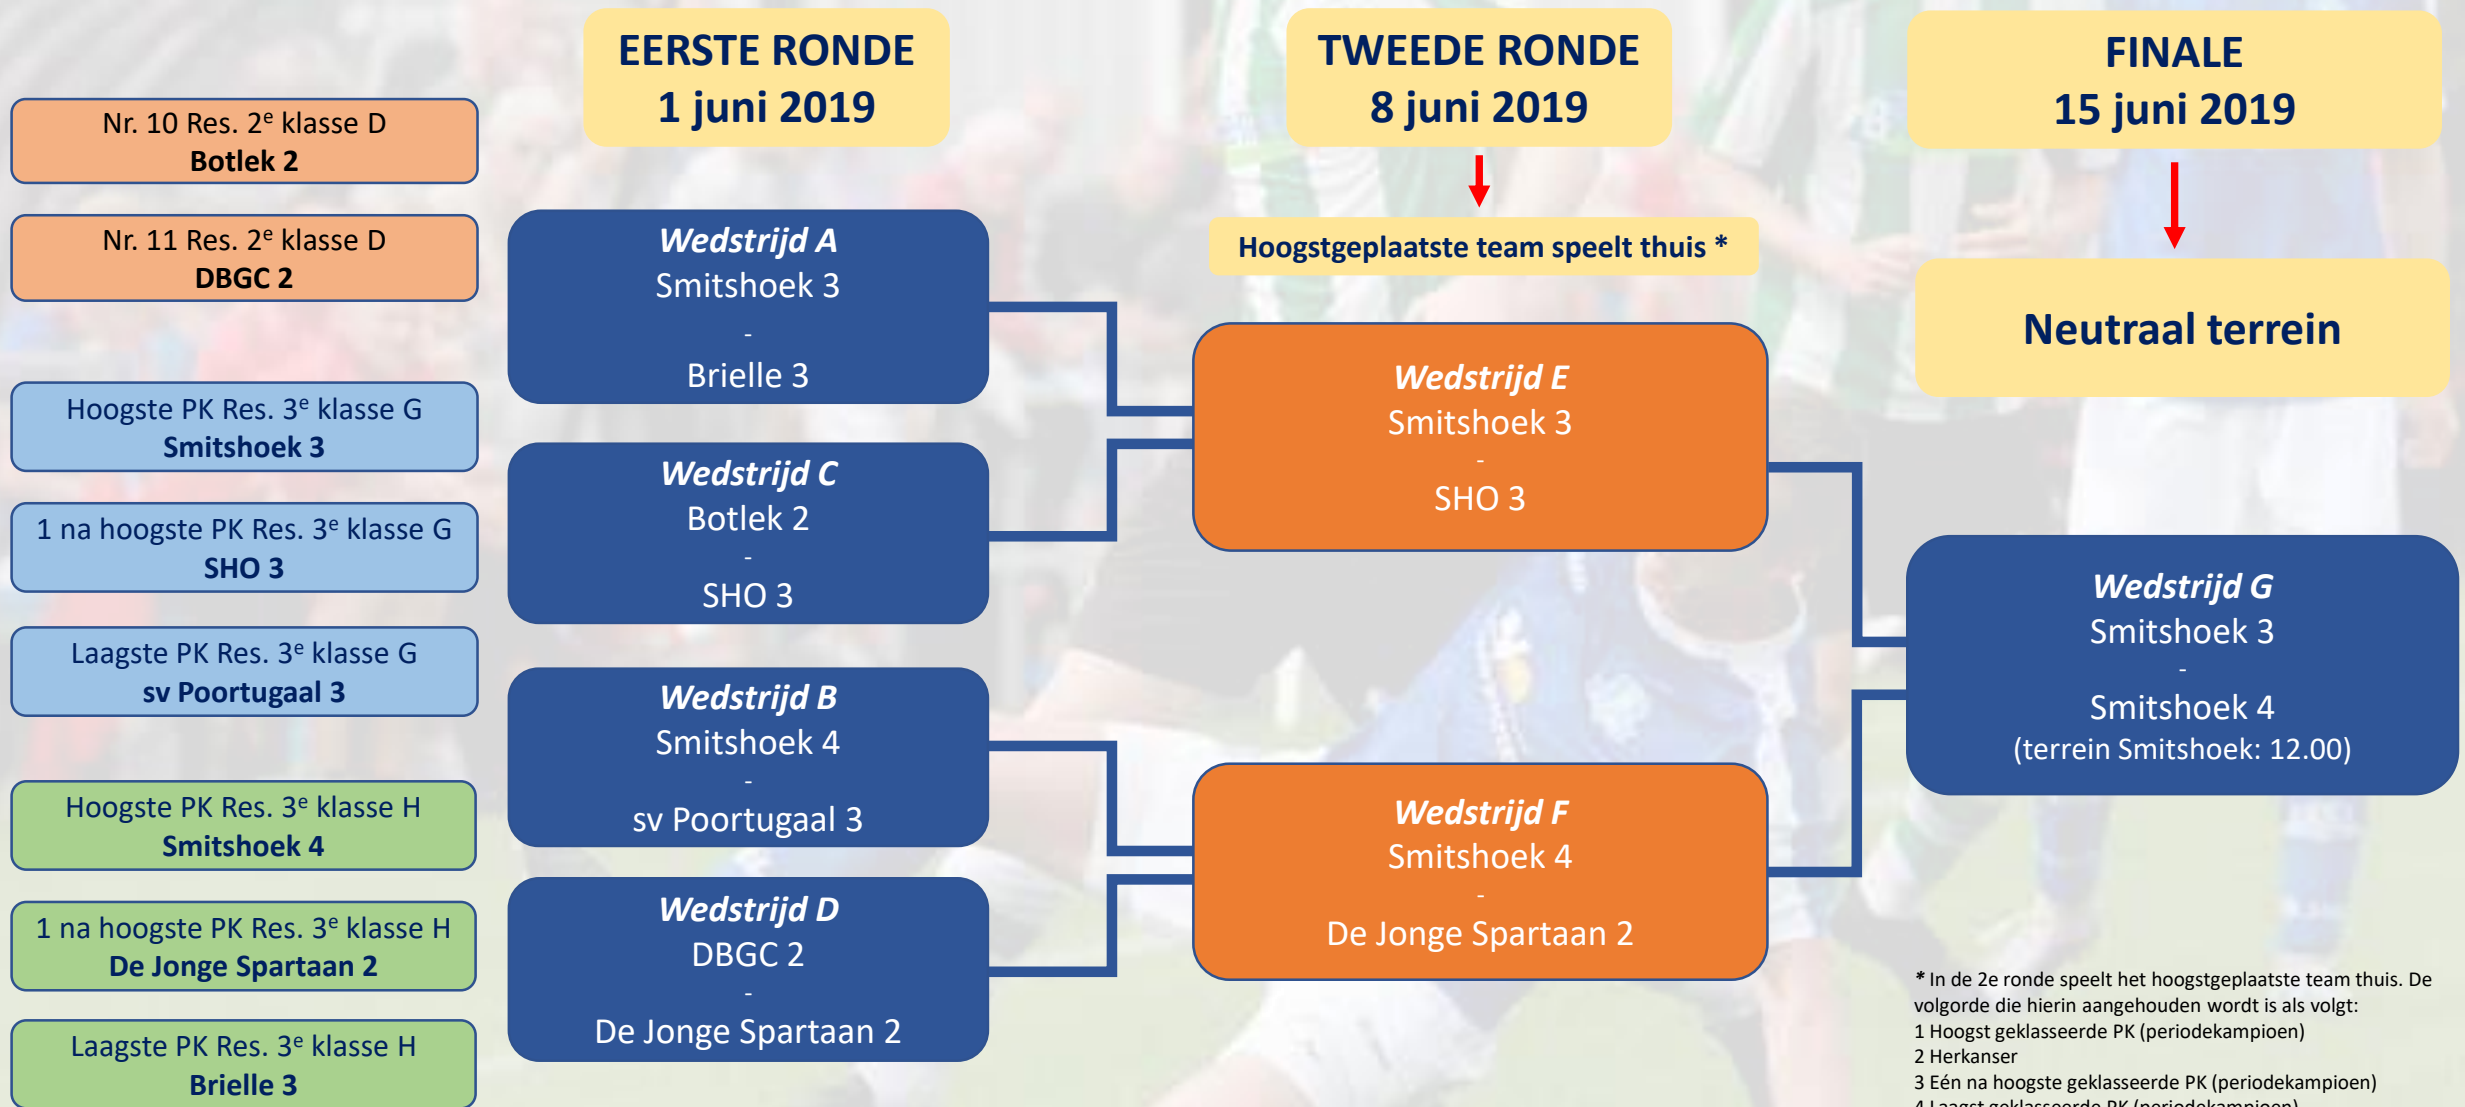 Nr. 10 Res. 2e klasse D
Botlek 2
Nr. 11 Res. 2e klasse D
DBGC 2
Hoogste PK Res. 3e klasse G
Smitshoek 3
1 na hoogste PK Res. 3e klasse G
SHO 3
Laagste PK Res. 3e klasse G
sv Poortugaal 3
Hoogste PK Res. 3e klasse H
Smitshoek 4
1 na hoogste PK Res. 3e klasse H
De Jonge Spartaan 2
Laagste PK Res. 3e klasse H
Brielle 3
EERSTE RONDE
1 juni 2019
Wedstrijd A
Smitshoek 3
-
Brielle 3
Wedstrijd C
Botlek 2
-
SHO 3
Wedstrijd B
Smitshoek 4
-
sv Poortugaal 3
Wedstrijd D
DBGC 2
-
De Jonge Spartaan 2
TWEEDE RONDE
8 juni 2019
Hoogstgeplaatste team speelt thuis *
Wedstrijd E
Smitshoek 3
-
SHO 3
Wedstrijd F
Smitshoek 4
-
De Jonge Spartaan 2
FINALE
15 juni 2019
Neutraal terrein
Wedstrijd G
Smitshoek 3
-
Smitshoek 4
(terrein Smitshoek: 12.00)
* In de 2e ronde speelt het hoogstgeplaatste team thuis. De
volgorde die hierin aangehouden wordt is als volgt:
1 Hoogst geklasseerde PK (periodekampioen)
2 Herkanser
3 Eén na hoogste geklasseerde PK (periodekampioen)
4 Laagst geklasseerde PK (periodekampioen)